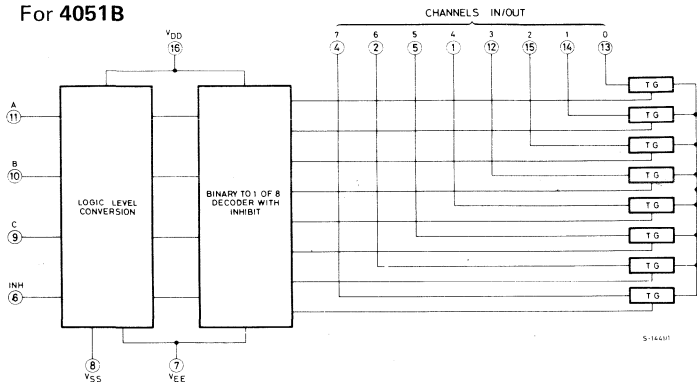 For 4051B
CHANNELS IN/OUT
7 6 5 4 3 2 1 0
4 2 5 1 12 15 14 13
VDD
16
A
11
B
10
C
9
INH
6
LOGIC LEVEL
CONVERSION
BINARY TO 1 OF 8
DECODER WITH
INHIBIT
TG
TG
TG
TG
TG
TG
TG
TG
8
VSS
7
VEE